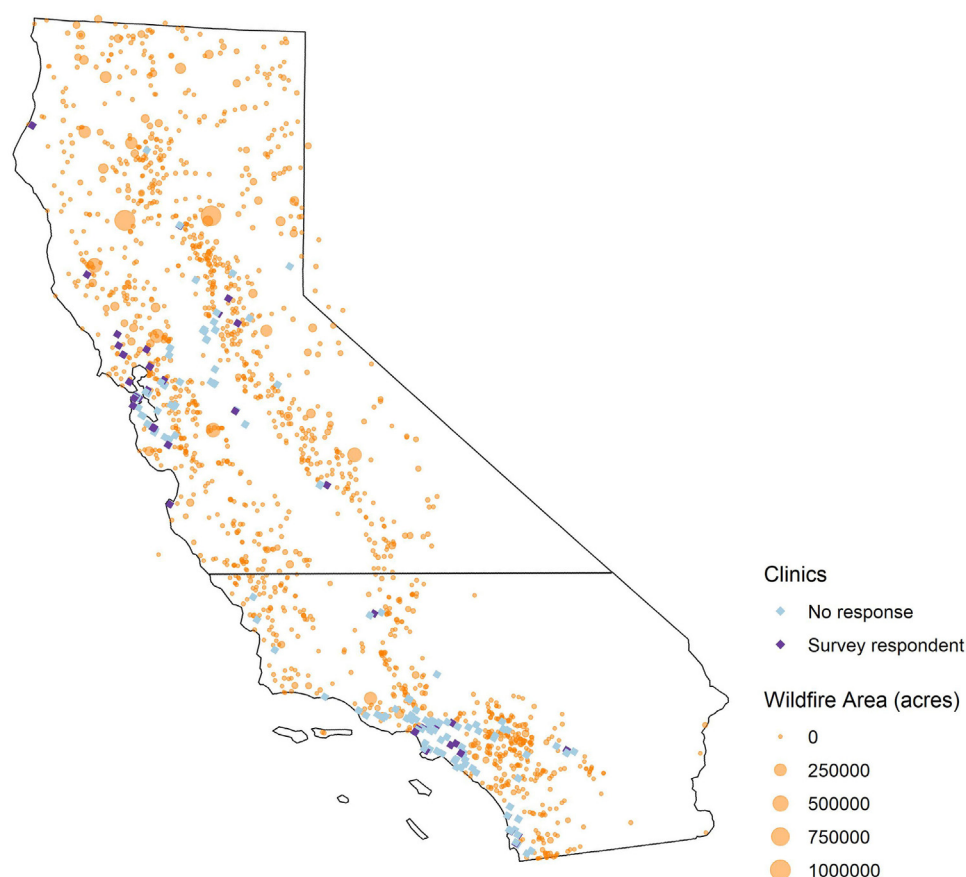 Clinics
No response
Survey respondent
Wildfire Area (acres)
0
250000
500000
750000
1000000